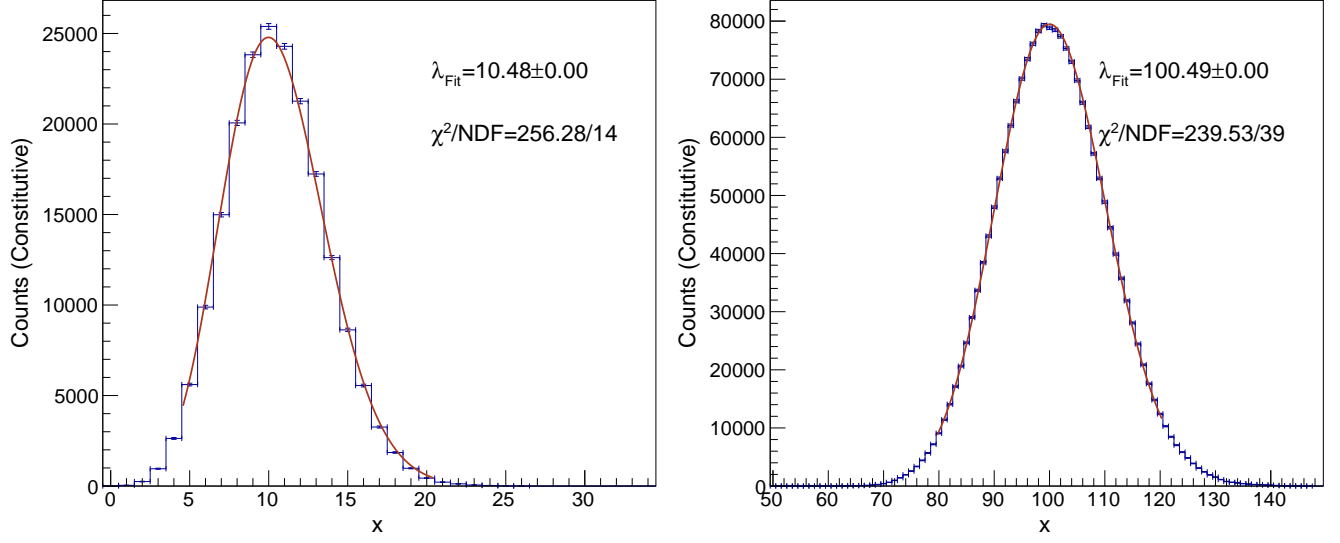 25000
20000
15000
10000
5000
0
Counts (Constitutive)
λFit=10.48±0.00
χ²/NDF=256.28/14
0 5 10 15 20 25 30
x
80000
70000
60000
50000
40000
30000
20000
10000
0
Counts (Constitutive)
λFit=100.49±0.00
χ²/NDF=239.53/39
50 60 70 80 90 100 110 120 130 140
x